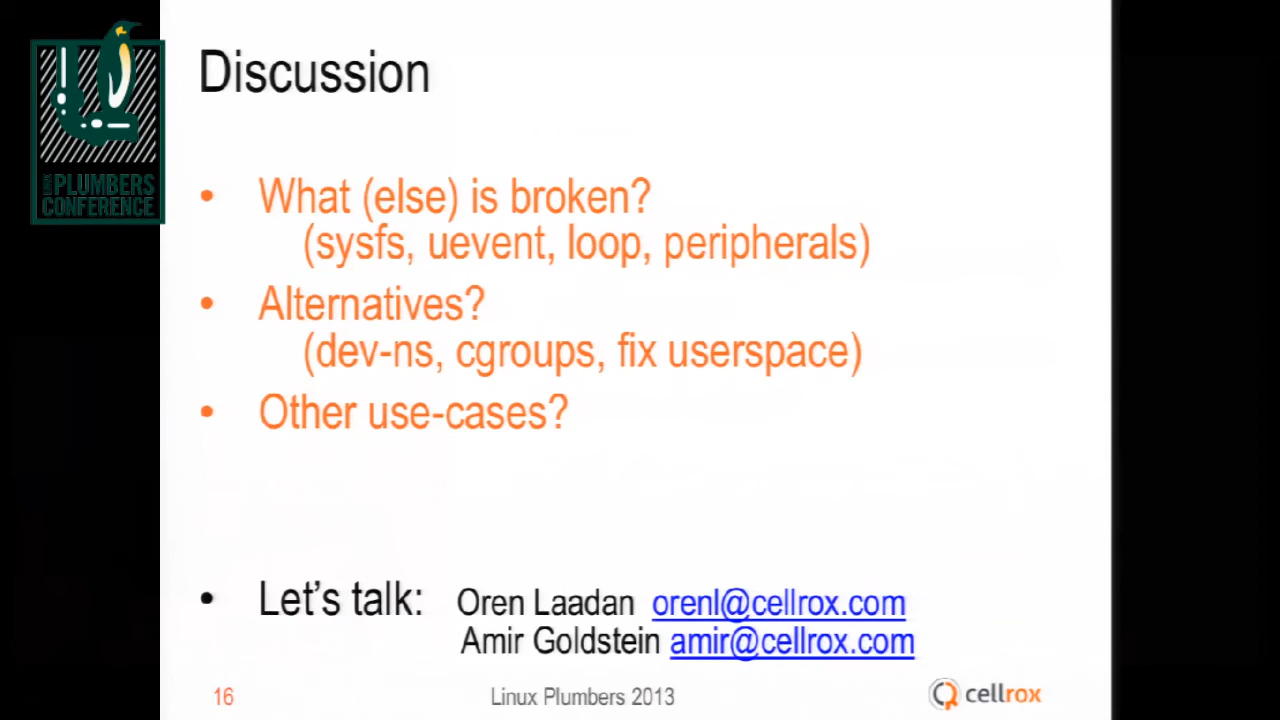 Discussion
LINUX
PLUMBERS
CONFERENCE
• What (else) is broken?
(sysfs, uevent, loop, peripherals)
• Alternatives?
(dev-ns, cgroups, fix userspace)
• Other use-cases?
• Let's talk: Oren Laadan orenl@cellrox.com
Amir Goldstein amir@cellrox.com
16 Linux Plumbers 2013 cellrox